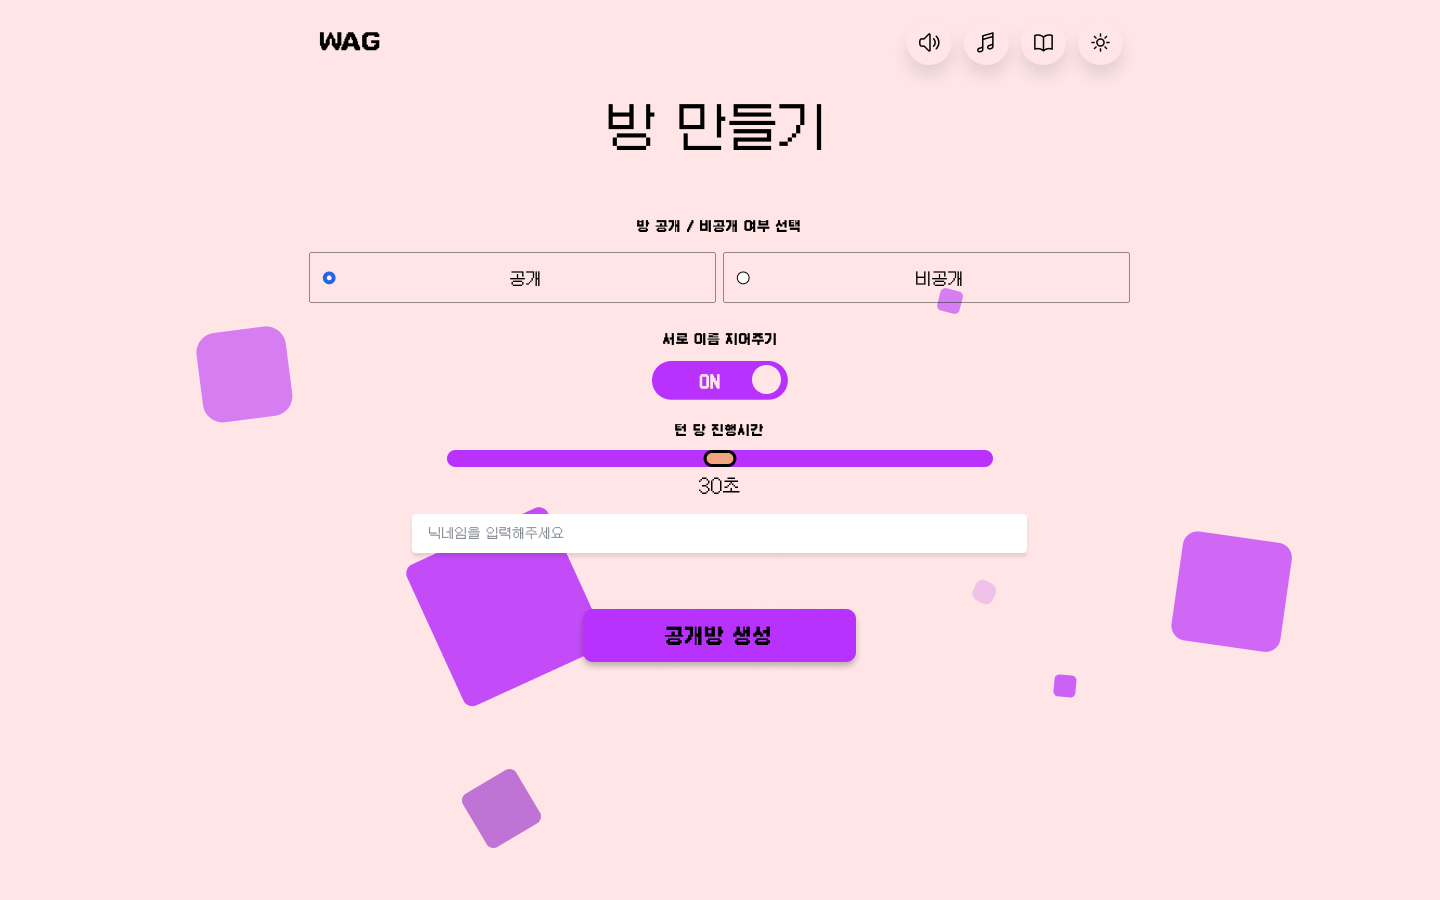 WAG
방 만들기
방 공개 / 비공개 여부 선택
공개
비공개
서로 이름 지어주기
ON
턴 당 진행시간
30초
닉네임을 입력해주세요
공개방 생성